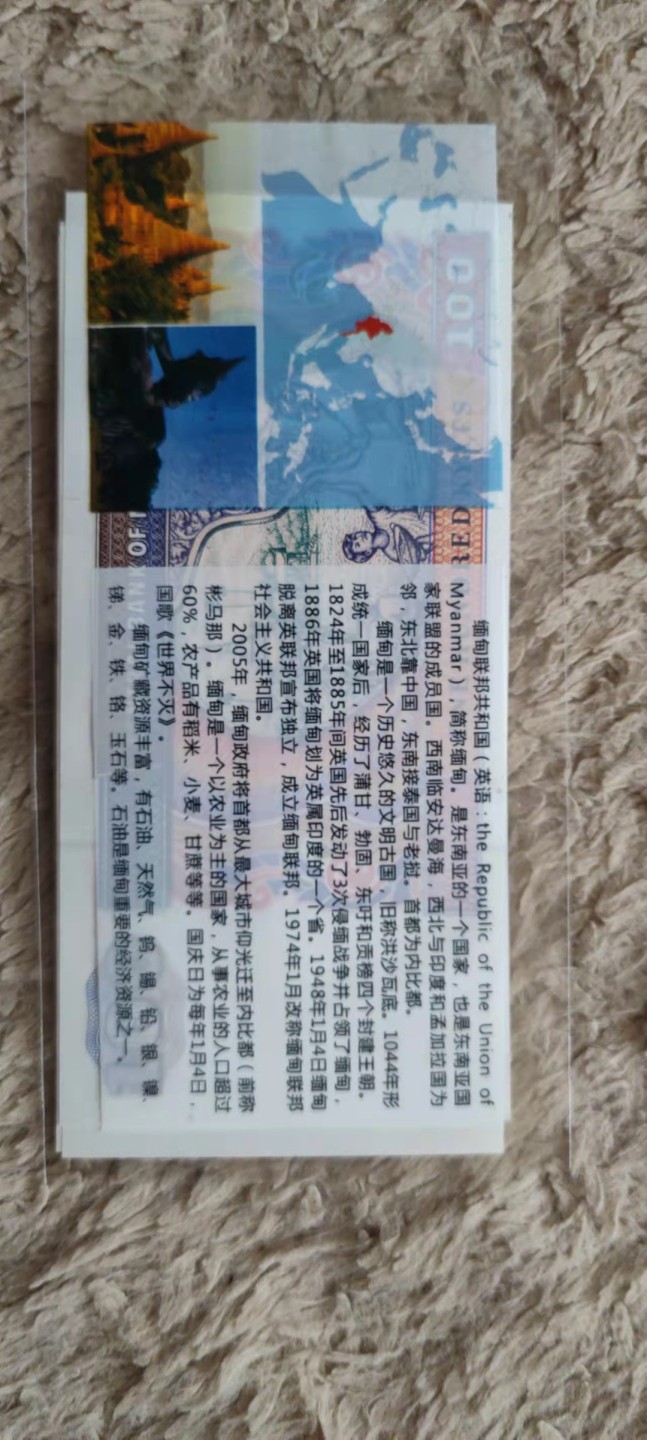 缅甸联邦共和国（英语：the Republic of the Union of
Myanmar），简称缅甸。是东南亚的一个国家，也是东南亚国
家联盟的成员国。西南临安达曼海，西北与印度和孟加拉国为
邻，东北靠中国，东南接泰国与老挝。首都为内比都。
缅甸是一个历史悠久的文明古国，旧称洪沙瓦底。1044年形
成统一国家后，经历了蒲甘、勃固、东吁和贡榜四个封建王朝。
1824年至1885年间英国先后发动了3次侵缅战争并占领了缅甸，
1886年英国将缅甸划为英属印度的一个省。1948年1月4日缅甸
脱离英联邦宣布独立，成立缅甸联邦。1974年1月改称缅甸联邦
社会主义共和国。
2005年，缅甸政府将首都从最大城市仰光迁至内比都（前称
彬马那）。缅甸是一个以农业为主的国家，从事农业的人口超过
60%，农产品有稻米、小麦、甘蔗等等。国庆日为每年1月4日，
国歌《世界不灭》。
缅甸矿藏资源丰富，有石油、天然气、钨、锡、铅、银、镍、
锑、金、铁、铬、玉石等。石油是缅甸重要的经济资源之一。
100